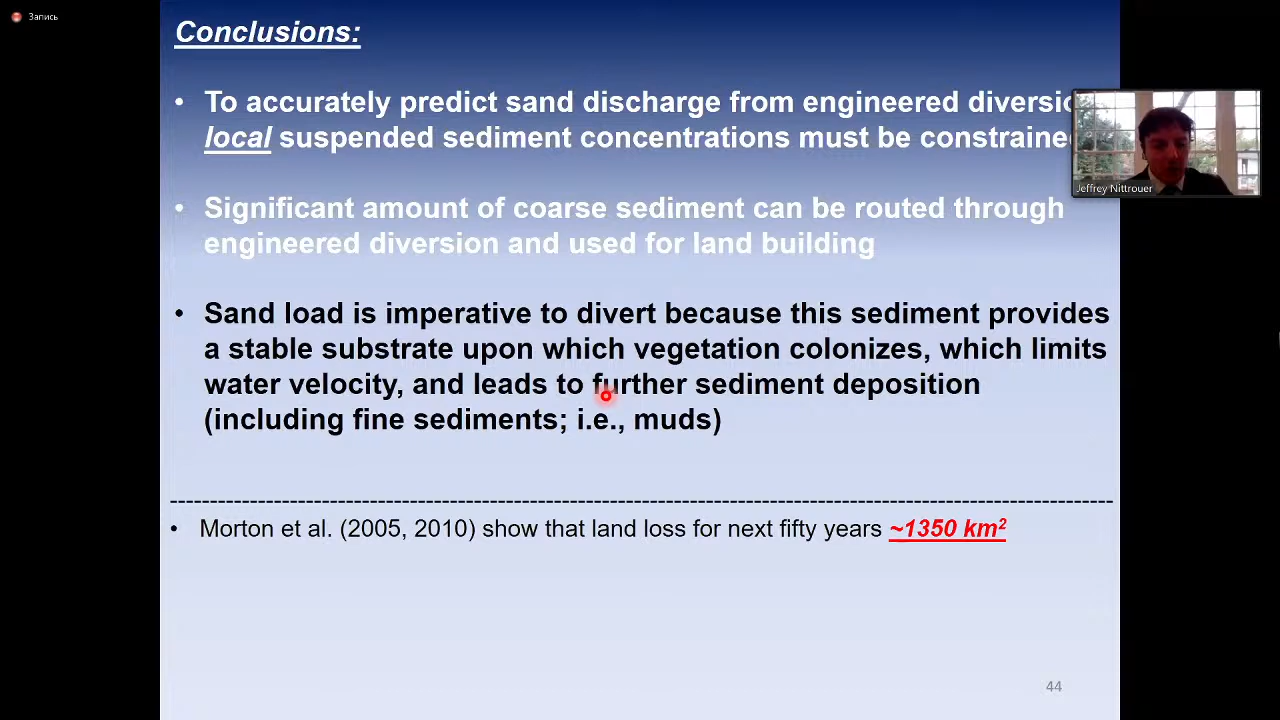 Запись
Conclusions:
• To accurately predict sand discharge from engineered
local suspended sediment concentrations must be
Jeffrey Nittrouer
• Significant amount of coarse sediment can be routed through
engineered diversion and used for land building
• Sand load is imperative to divert because this sediment provides
a stable substrate upon which vegetation colonizes, which limits
water velocity, and leads to further sediment deposition
(including fine sediments; i.e., muds)
• Morton et al. (2005, 2010) show that land loss for next fifty years ~1350 km²
44